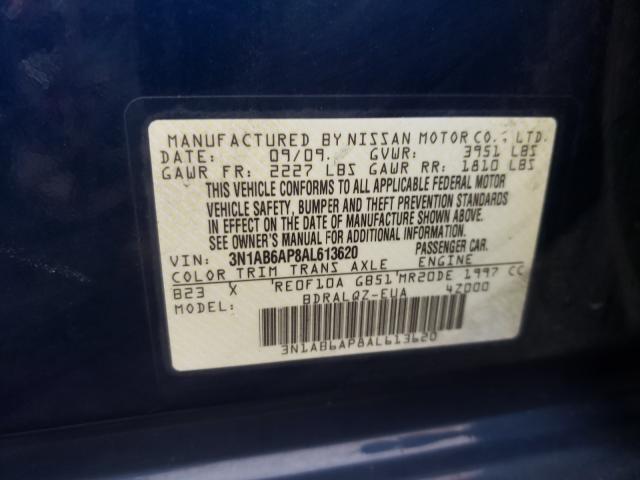 MANUFACTURED BY NISSAN MOTOR CO., LTD.
DATE: 09/09. GVWR: 3951 LBS
GAWR FR: 2227 LBS GAWR RR: 1810 LBS
THIS VEHICLE CONFORMS TO ALL APPLICABLE FEDERAL MOTOR
VEHICLE SAFETY, BUMPER AND THEFT PREVENTION STANDARDS
IN EFFECT ON THE DATE OF MANUFACTURE SHOWN ABOVE.
SEE OWNER'S MANUAL FOR ADDITIONAL INFORMATION.
VIN: 3N1AB6AP8AL613620 PASSENGER CAR.
COLOR TRIM TRANS AXLE ENGINE
B23 X RE0F10A GB51 MR20DE 1997 CC
MODEL: BDRALQZ-EUA 4Z000
3N1AB6AP8AL613620